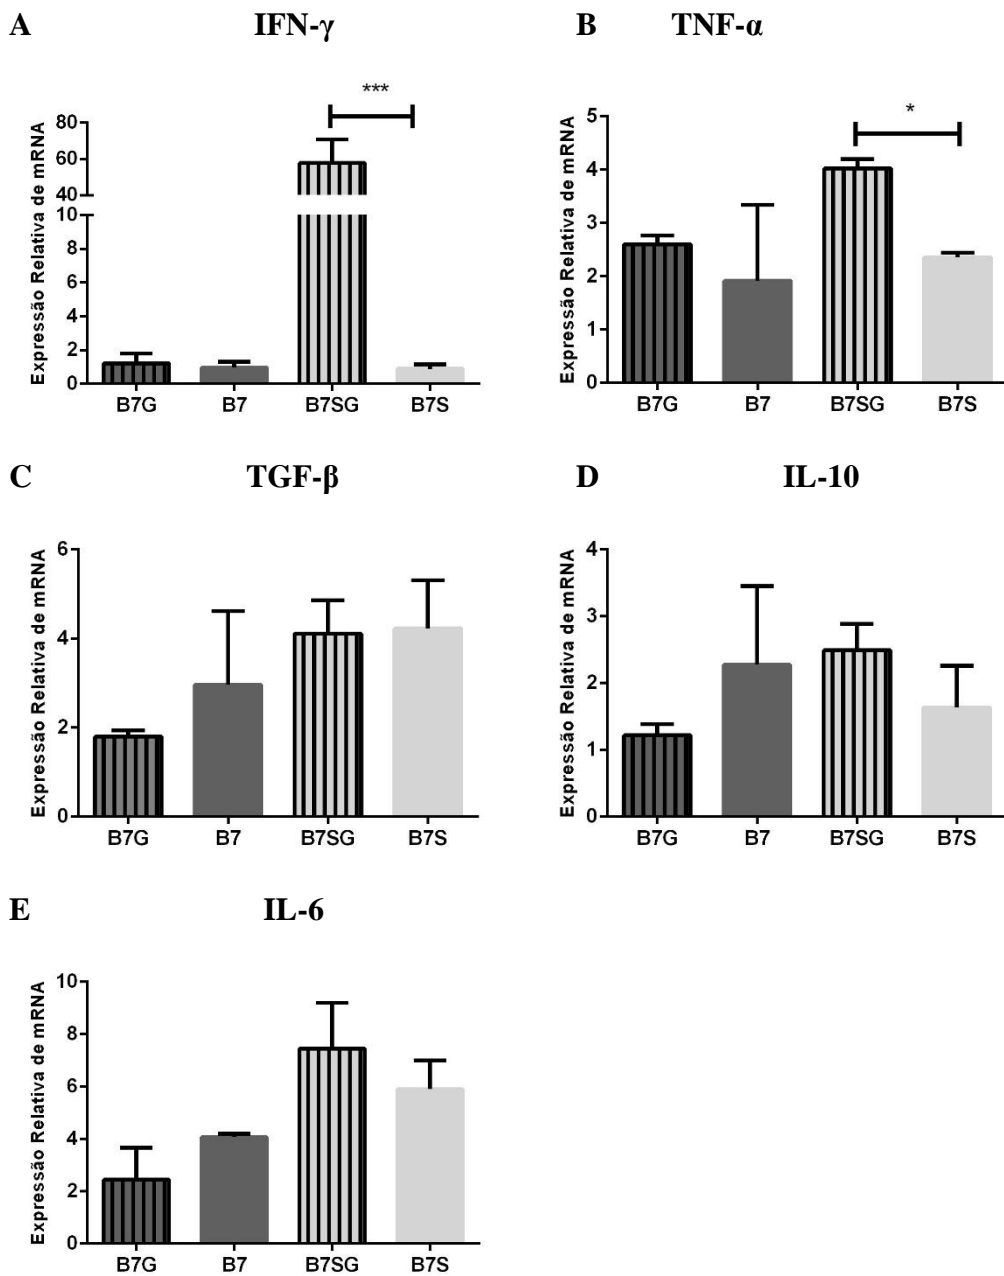 A IFN-γ
***
Expressão Relativa de mRNA
80
60
40
10
8
6
4
2
0
B7G B7 B7SG B7S
B TNF-α
*
Expressão Relativa de mRNA
5
4
3
2
1
0
B7G B7 B7SG B7S
C TGF-β
Expressão Relativa de mRNA
6
4
2
0
B7G B7 B7SG B7S
D IL-10
Expressão Relativa de mRNA
4
3
2
1
0
B7G B7 B7SG B7S
E IL-6
Expressão Relativa de mRNA
10
8
6
4
2
0
B7G B7 B7SG B7S